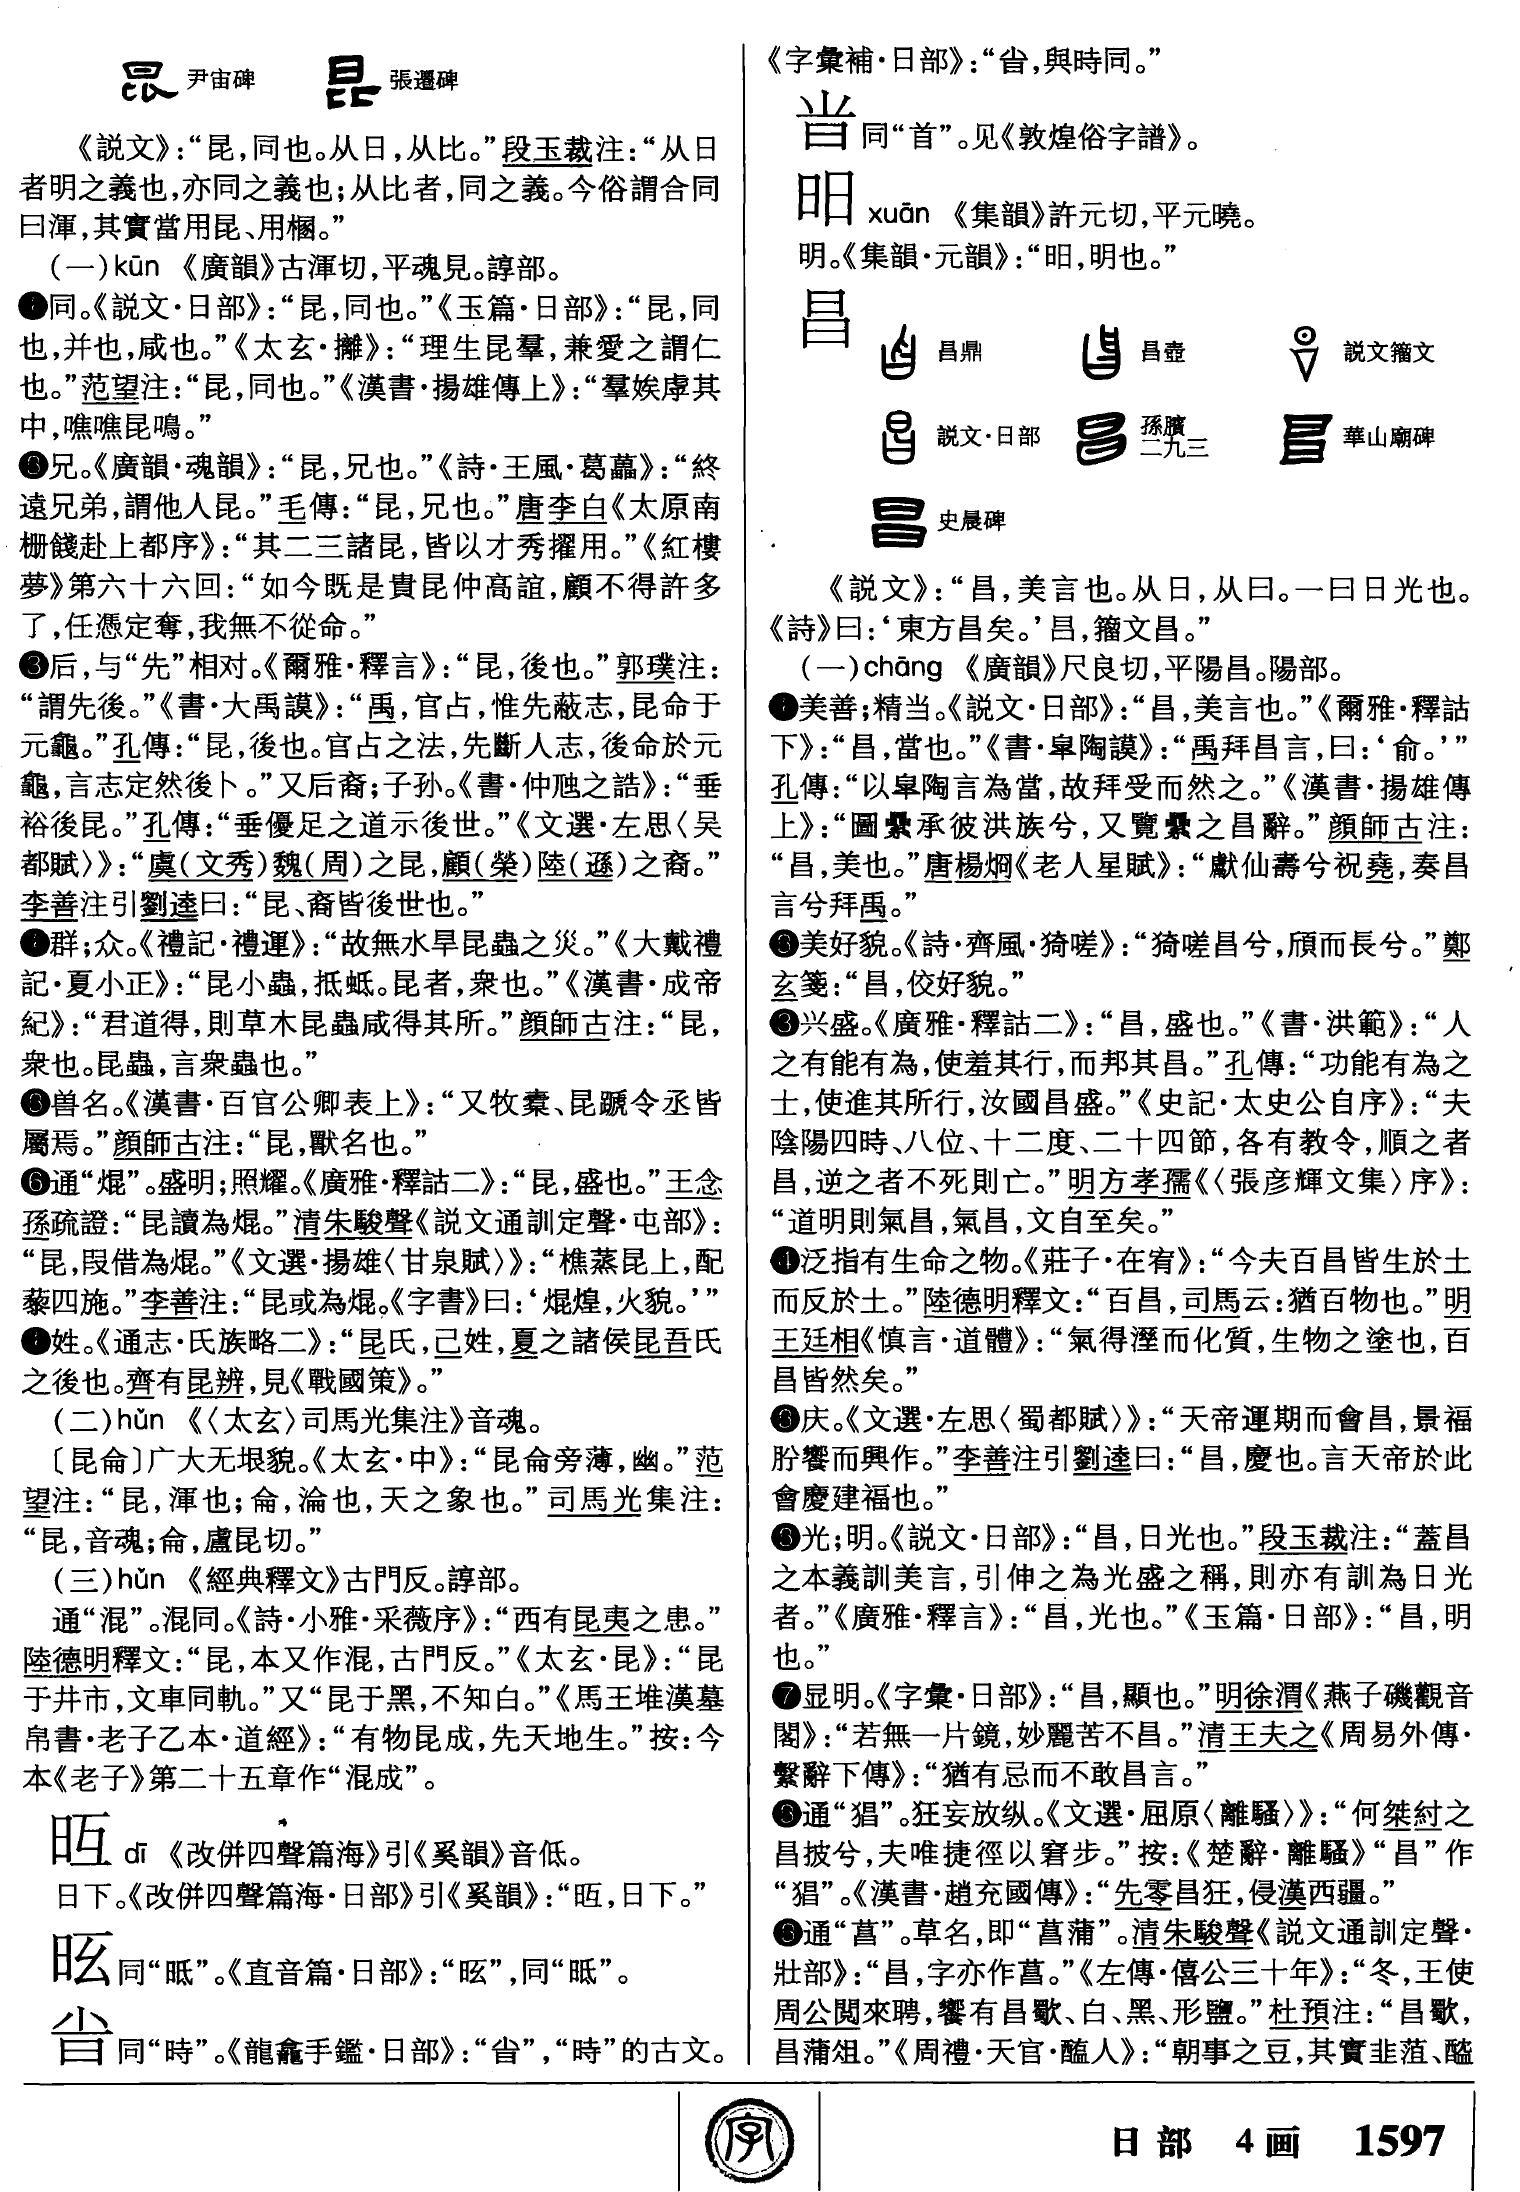 尹宙碑 張遷碑
《説文》：“昆，同也。从日，从比。”段玉裁注：“从日
者明之義也，亦同之義也；从比者，同之義。今俗謂合同
曰渾，其實當用昆、用梱。”
(一)kūn 《廣韻》古渾切，平魂見。諄部。
❶同。《説文·日部》：“昆，同也。”《玉篇·日部》：“昆，同
也，并也，咸也。”《太玄·攡》：“理生昆羣，兼愛之謂仁
也。”范望注：“昆，同也。”《漢書·揚雄傳上》：“羣娭虖其
中，噍噍昆鳴。”
❷兄。《廣韻·魂韻》：“昆，兄也。”《詩·王風·葛藟》：“終
遠兄弟，謂他人昆。”毛傳：“昆，兄也。”唐李白《太原南
栅餞赴上都序》：“其二三諸昆，皆以才秀擢用。”《紅樓
夢》第六十六回：“如今既是貴昆仲高誼，顧不得許多
了，任憑定奪，我無不從命。”
❸后，与“先”相对。《爾雅·釋言》：“昆，後也。”郭璞注：
“謂先後。”《書·大禹謨》：“禹，官占，惟先蔽志，昆命于
元龜。”孔傳：“昆，後也。官占之法，先斷人志，後命於元
龜，言志定然後卜。”又后裔；子孙。《書·仲虺之誥》：“垂
裕後昆。”孔傳：“垂優足之道示後世。”《文選·左思〈吴
都賦〉》：“虞(文秀)魏(周)之昆，顧(榮)陸(遜)之裔。”
李善注引劉逵曰：“昆、裔皆後世也。”
❹群；众。《禮記·禮運》：“故無水旱昆蟲之災。”《大戴禮
記·夏小正》：“昆小蟲，抵蚳。昆者，衆也。”《漢書·成帝
紀》：“君道得，則草木昆蟲咸得其所。”顔師古注：“昆，
衆也。昆蟲，言衆蟲也。”
❺兽名。《漢書·百官公卿表上》：“又牧橐、昆蹏令丞皆
屬焉。”顔師古注：“昆，獸名也。”
❻通“焜”。盛明；照耀。《廣雅·釋詁二》：“昆，盛也。”王念
孫疏證：“昆讀為焜。”清朱駿聲《説文通訓定聲·屯部》：
“昆，叚借為焜。”《文選·揚雄〈甘泉賦〉》：“樵蒸昆上，配
藜四施。”李善注：“昆或為焜。《字書》曰：‘焜煌，火貌。’”
❼姓。《通志·氏族略二》：“昆氏，己姓，夏之諸侯昆吾氏
之後也。齊有昆辨，見《戰國策》。”
(二)hún 《〈太玄〉司馬光集注》音魂。
〔昆侖〕广大无垠貌。《太玄·中》：“昆侖旁薄，幽。”范
望注：“昆，渾也；侖，淪也，天之象也。”司馬光集注：
“昆，音魂；侖，盧昆切。”
(三)hǔn 《經典釋文》古門反。諄部。
通“混”。混同。《詩·小雅·采薇序》：“西有昆夷之患。”
陸德明釋文：“昆，本又作混，古門反。”《太玄·昆》：“昆
于井市，文車同軌。”又“昆于黑，不知白。”《馬王堆漢墓
帛書·老子乙本·道經》：“有物昆成，先天地生。”按：今
本《老子》第二十五章作“混成”。
dī 《改併四聲篇海》引《奚韻》音低。
日下。《改併四聲篇海·日部》引《奚韻》：“，日下。”
昡 同“昹”。《直音篇·日部》：“昡”，同“”。
旹 同“時”。《龍龕手鑑·日部》：“旹”，“時”的古文。
《字彙補·日部》：“旹，與時同。”
同“首”。见《敦煌俗字譜》。
昍 xuān 《集韻》許元切，平元曉。
明。《集韻·元韻》：“昍，明也。”
昌 昌鼎 昌壺 説文籀文
説文·日部 孫臏二九三 華山廟碑
史晨碑
《説文》：“昌，美言也。从日，从曰。一曰日光也。
《詩》曰：‘東方昌矣。’，籀文昌。”
(一)chāng 《廣韻》尺良切，平陽昌。陽部。
❶美善；精当。《説文·日部》：“昌，美言也。”《爾雅·釋詁
下》：“昌，當也。”《書·皐陶謨》：“禹拜昌言，曰：‘俞。’”
孔傳：“以皐陶言為當，故拜受而然之。”《漢書·揚雄傳
上》：“圖纍承彼洪族兮，又覽纍之昌辭。”顔師古注：
“昌，美也。”唐楊炯《老人星賦》：“獻仙壽兮祝堯，奏昌
言兮拜禹。”
❷美好貌。《詩·齊風·猗嗟》：“猗嗟昌兮，頎而長兮。”鄭
玄箋：“昌，佼好貌。”
❸兴盛。《廣雅·釋詁二》：“昌，盛也。”《書·洪範》：“人
之有能有為，使羞其行，而邦其昌。”孔傳：“功能有為之
士，使進其所行，汝國昌盛。”《史記·太史公自序》：“夫
陰陽四時、八位、十二度、二十四節，各有教令，順之者
昌，逆之者不死則亡。”明方孝孺《〈張彦輝文集〉序》：
“道明則氣昌，氣昌，文自至矣。”
❹泛指有生命之物。《莊子·在宥》：“今夫百昌皆生於土
而反於土。”陸德明釋文：“百昌，司馬云：猶百物也。”明
王廷相《慎言·道體》：“氣得溼而化質，生物之塗也，百
昌皆然矣。”
❺庆。《文選·左思〈蜀都賦〉》：“天帝運期而會昌，景福
肸饗而興作。”李善注引劉逵曰：“昌，慶也。言天帝於此
會慶建福也。”
❻光；明。《説文·日部》：“昌，日光也。”段玉裁注：“蓋昌
之本義訓美言，引伸之為光盛之稱，則亦有訓為日光
者。”《廣雅·釋言》：“昌，光也。”《玉篇·日部》：“昌，明
也。”
❼显明。《字彙·日部》：“昌，顯也。”明徐渭《燕子磯觀音
閣》：“若無一片鏡，妙麗苦不昌。”清王夫之《周易外傳·
繫辭下傳》：“猶有忌而不敢昌言。”
❽通“猖”。狂妄放纵。《文選·屈原〈離騷〉》：“何桀紂之
昌披兮，夫唯捷徑以窘步。”按：《楚辭·離騷》“昌”作
“猖”。《漢書·趙充國傳》：“先零昌狂，侵漢西疆。”
❾通“菖”。草名，即“菖蒲”。清朱駿聲《説文通訓定聲·
壯部》：“昌，字亦作菖。”《左傳·僖公三十年》：“冬，王使
周公閲來聘，饗有昌歜、白、黑、形鹽。”杜預注：“昌歜，
昌蒲俎。”《周禮·天官·醢人》：“朝事之豆，其實韭菹、醓
字
日部 4画 1597